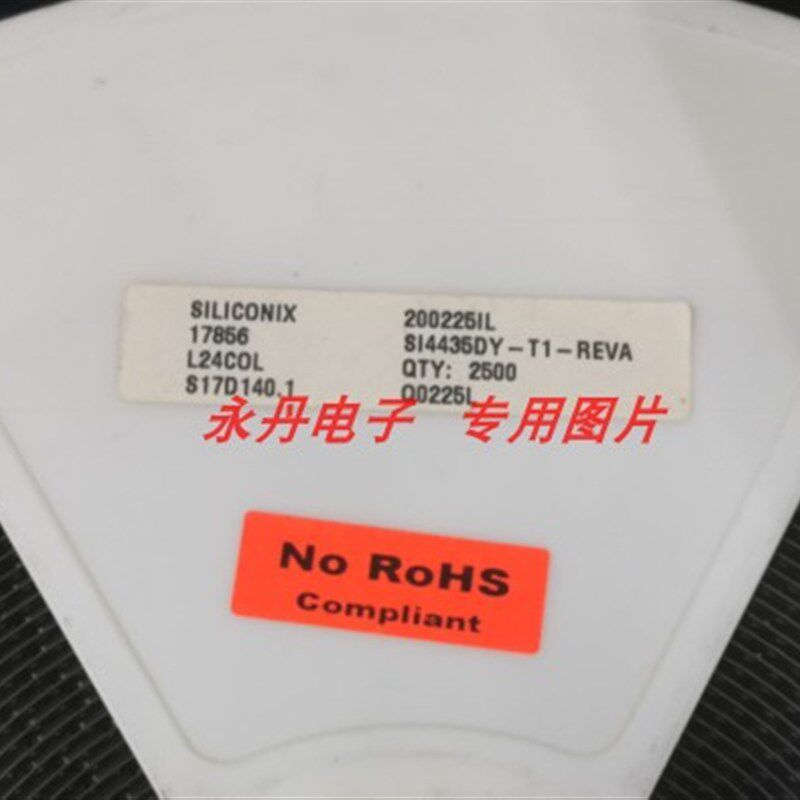 SILICONIX 200225IL
17856 SI4435DY-T1-REVA
L24COL QTY: 2500
S17D140.1 Q0225L
永丹电子 专用图片
No RoHS
Compliant